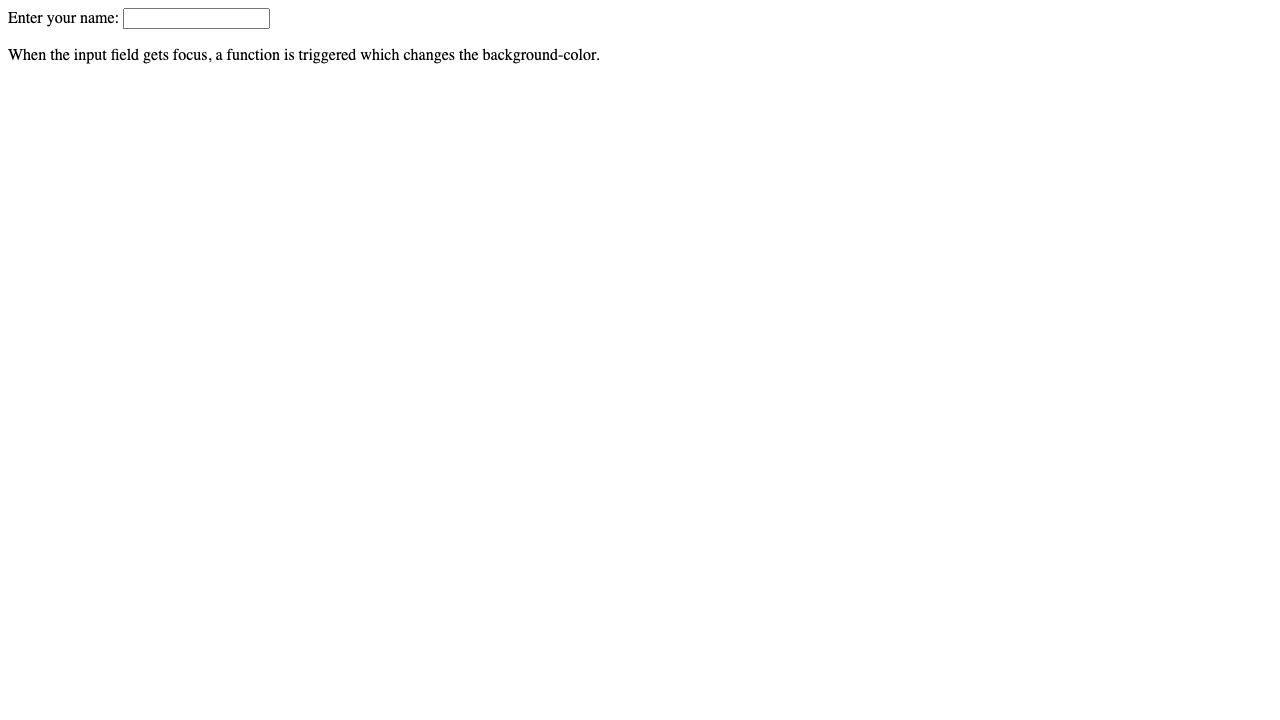 Enter your name:
When the input field gets focus, a function is triggered which changes the background-color.